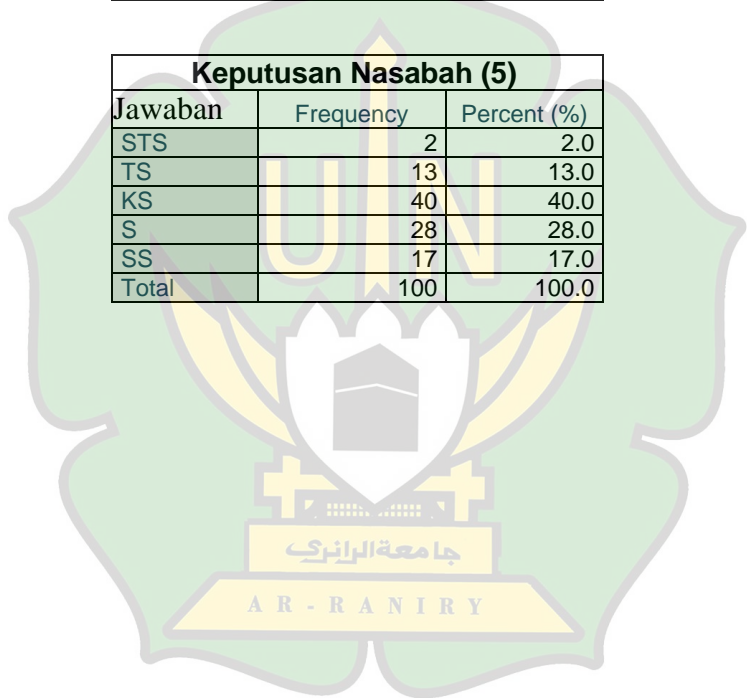 Keputusan Nasabah (5)
Jawaban Frequency Percent (%)
STS 2 2.0
TS 13 13.0
KS 40 40.0
S 28 28.0
SS 17 17.0
Total 100 100.0
UIN
جامعةالرانري
AR-RANIRY